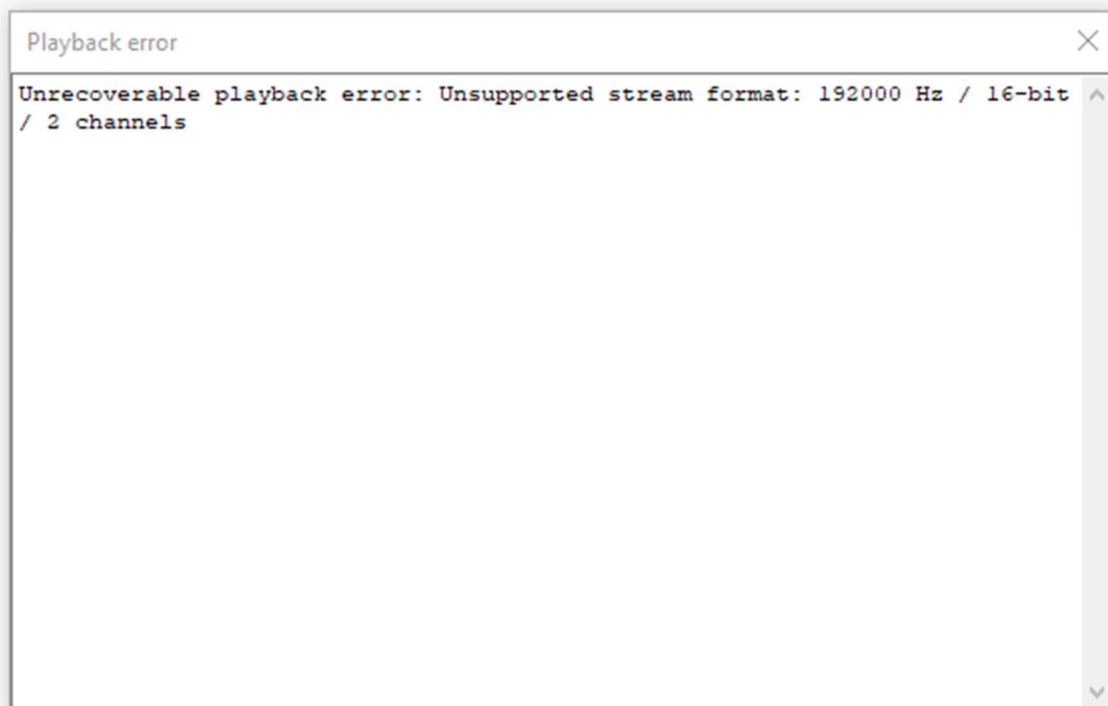 Playback error
Unrecoverable playback error: Unsupported stream format: 192000 Hz / 16-bit
/ 2 channels